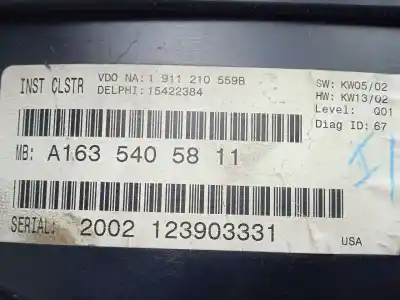 INST CLSTR
VDO NA: 1 911 210 559B
DELPHI: 15422384
SW: KW05/02
HW: KW13/02
Level: Q01
Diag ID: 67
MB: A163 540 58 11
SERIAL: 2002 123903331
USA